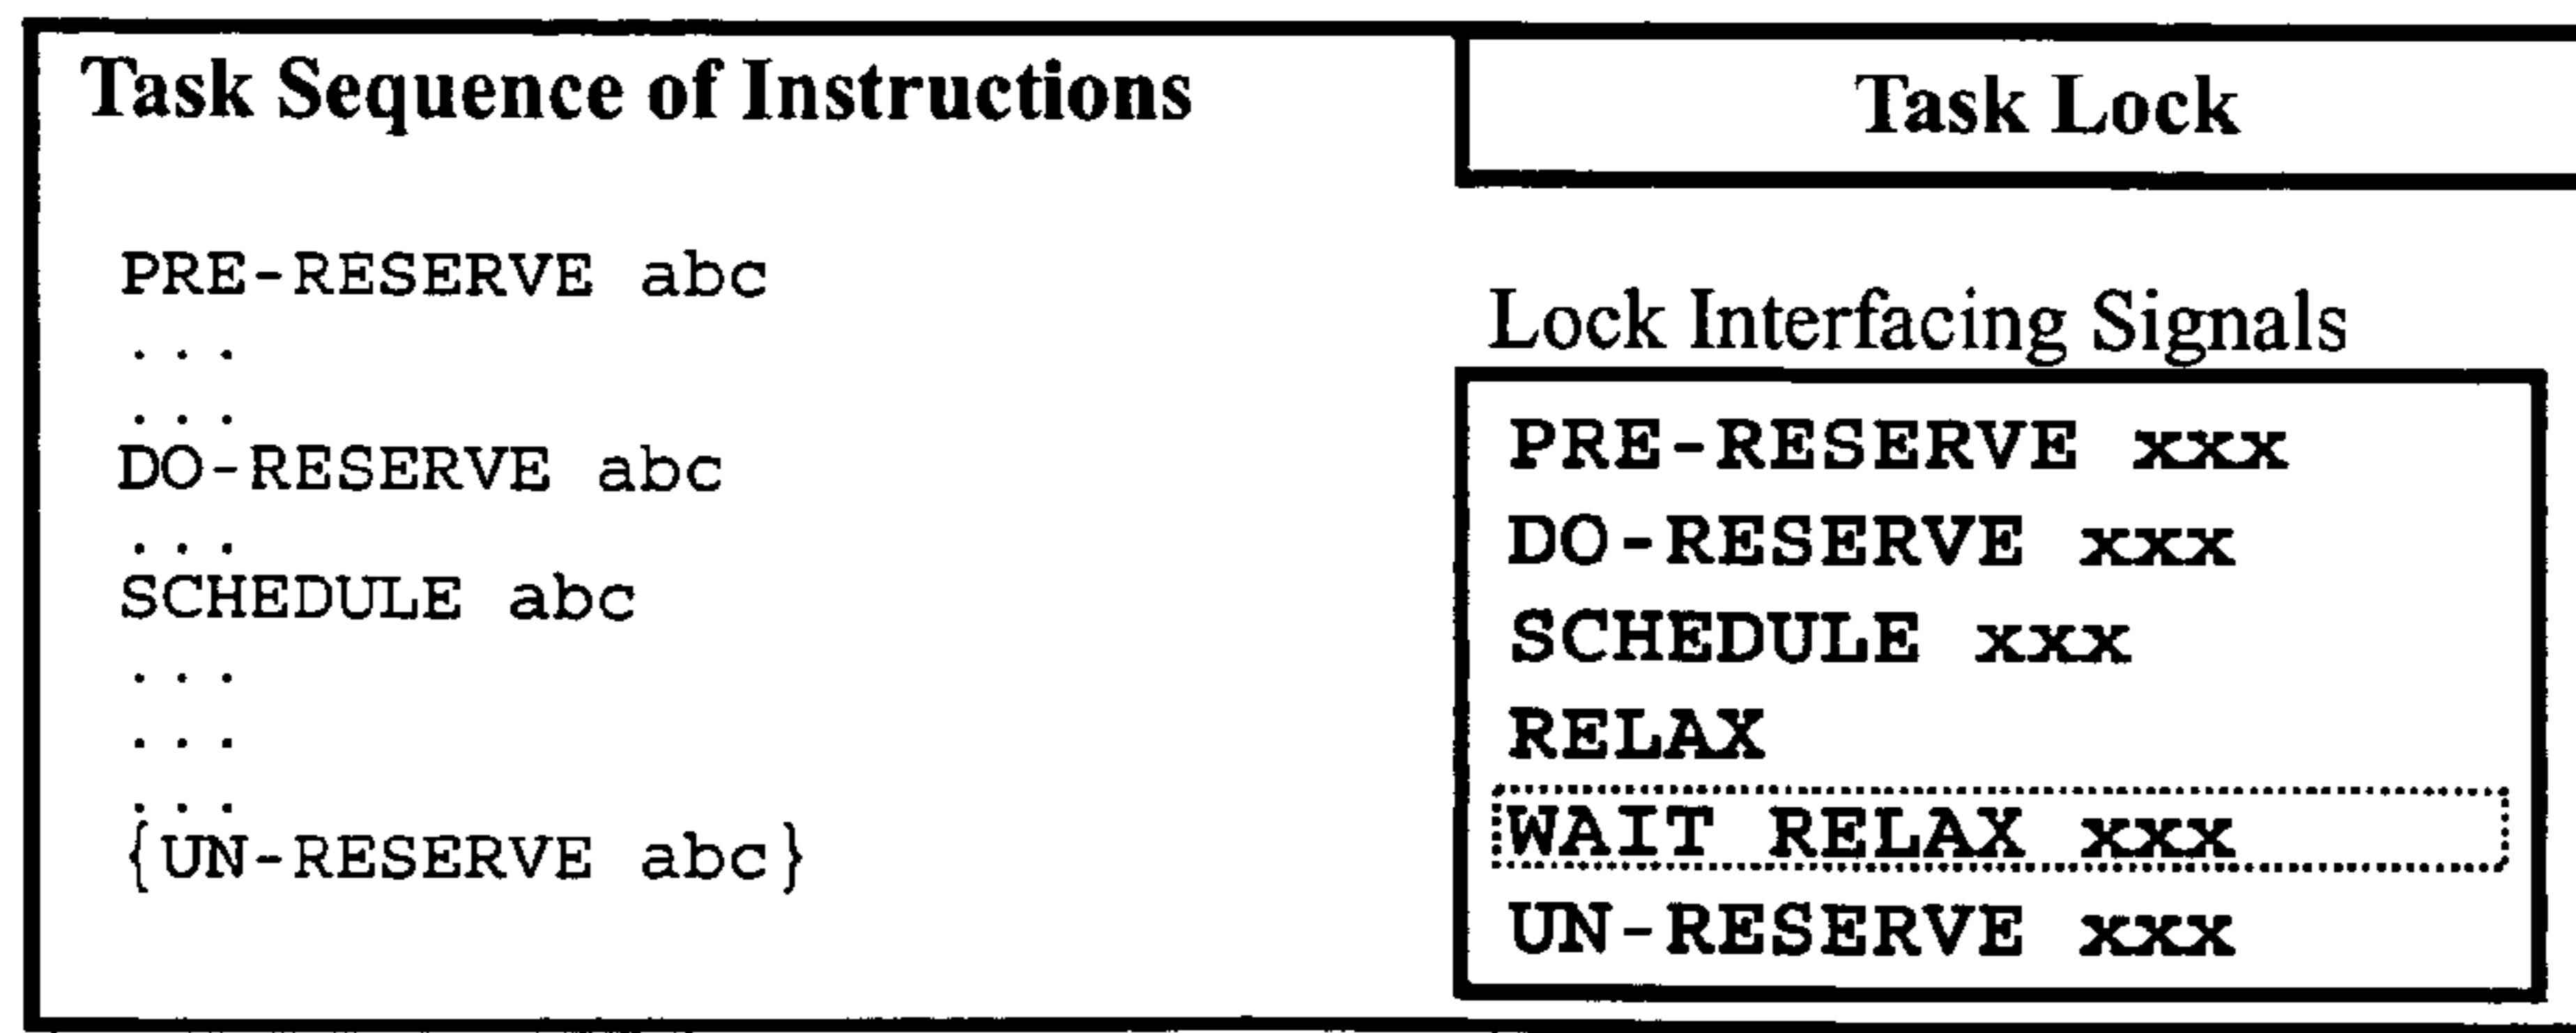 Task Sequence of Instructions
PRE-RESERVE abc
...
...
DO-RESERVE abc
...
SCHEDULE abc
...
...
...
{UN-RESERVE abc}
Task Lock
Lock Interfacing Signals
PRE-RESERVE xxx
DO-RESERVE xxx
SCHEDULE xxx
RELAX
WAIT RELAX xxx
UN-RESERVE xxx